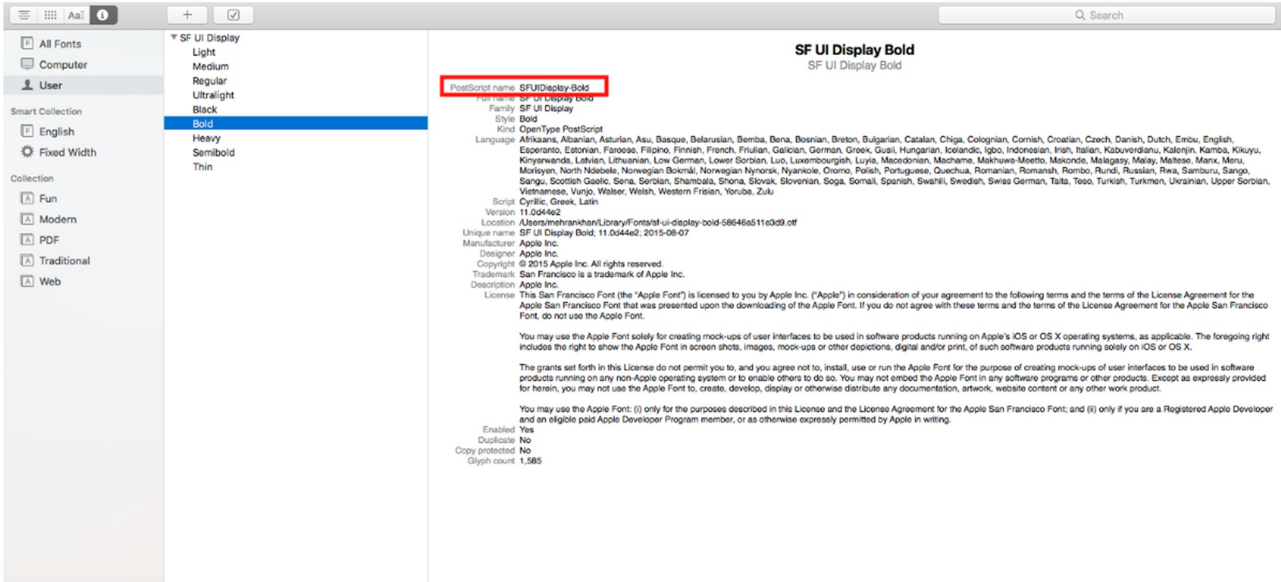 Aa
Search
All Fonts
Computer
User
Smart Collection
English
Fixed Width
Collection
Fun
Modern
PDF
Traditional
Web
SF UI Display
Light
Medium
Regular
Ultralight
Black
Bold
Heavy
Semibold
Thin
SF UI Display Bold
SF UI Display Bold
PostScript name SFUIDisplay-Bold
Full name SF UI Display Bold
Family SF UI Display
Style Bold
Kind OpenType PostScript
Language Afrikaans, Albanian, Asturian, Asu, Basque, Belarusian, Bemba, Bena, Bosnian, Breton, Bulgarian, Catalan, Chiga, Colognian, Cornish, Croatian, Czech, Danish, Dutch, Embu, English,
Esperanto, Estonian, Faroese, Filipino, Finnish, French, Friulian, Galician, German, Greek, Gusii, Hungarian, Icelandic, Igbo, Indonesian, Irish, Italian, Kabuverdianu, Kalenjin, Kamba, Kikuyu,
Kinyarwanda, Latvian, Lithuanian, Low German, Lower Sorbian, Luo, Luxembourgish, Luyia, Macedonian, Machame, Makhuwa-Meetto, Makonde, Malagasy, Malay, Maltese, Manx, Meru,
Morisyen, North Ndebele, Norwegian Bokmål, Norwegian Nynorsk, Nyankole, Oromo, Polish, Portuguese, Quechua, Romanian, Romansh, Rombo, Rundi, Russian, Rwa, Samburu, Sango,
Sangu, Scottish Gaelic, Sena, Serbian, Shambala, Shona, Slovak, Slovenian, Soga, Somali, Spanish, Swahili, Swedish, Swiss German, Taita, Teso, Turkish, Turkmen, Ukrainian, Upper Sorbian,
Vietnamese, Vunjo, Walser, Welsh, Western Frisian, Yoruba, Zulu
Script Cyrillic, Greek, Latin
Version 11.0d44e2
Location /Users/mehrankhan/Library/Fonts/sf-ui-display-bold-58646a511e3d9.otf
Unique name SF UI Display Bold; 11.0d44e2; 2015-08-07
Manufacturer Apple Inc.
Designer Apple Inc.
Copyright © 2015 Apple Inc. All rights reserved.
Trademark San Francisco is a trademark of Apple Inc.
Description Apple Inc.
License This San Francisco Font (the “Apple Font”) is licensed to you by Apple Inc. (“Apple”) in consideration of your agreement to the following terms and the terms of the License Agreement for the
Apple San Francisco Font that was presented upon the downloading of the Apple Font. If you do not agree with these terms and the terms of the License Agreement for the Apple San Francisco
Font, do not use the Apple Font.
You may use the Apple Font solely for creating mock-ups of user interfaces to be used in software products running on Apple's iOS or OS X operating systems, as applicable. The foregoing right
includes the right to show the Apple Font in screen shots, images, mock-ups or other depictions, digital and/or print, of such software products running solely on iOS or OS X.
The grants set forth in this License do not permit you to, and you agree not to, install, use or run the Apple Font for the purpose of creating mock-ups of user interfaces to be used in software
products running on any non-Apple operating system or to enable others to do so. You may not embed the Apple Font in any software programs or other products. Except as expressly provided
for herein, you may not use the Apple Font to, create, develop, display or otherwise distribute any documentation, artwork, website content or any other work product.
You may use the Apple Font: (i) only for the purposes described in this License and the License Agreement for the Apple San Francisco Font; and (ii) only if you are a Registered Apple Developer
and an eligible paid Apple Developer Program member, or as otherwise expressly permitted by Apple in writing.
Enabled Yes
Duplicate No
Copy protected No
Glyph count 1,585